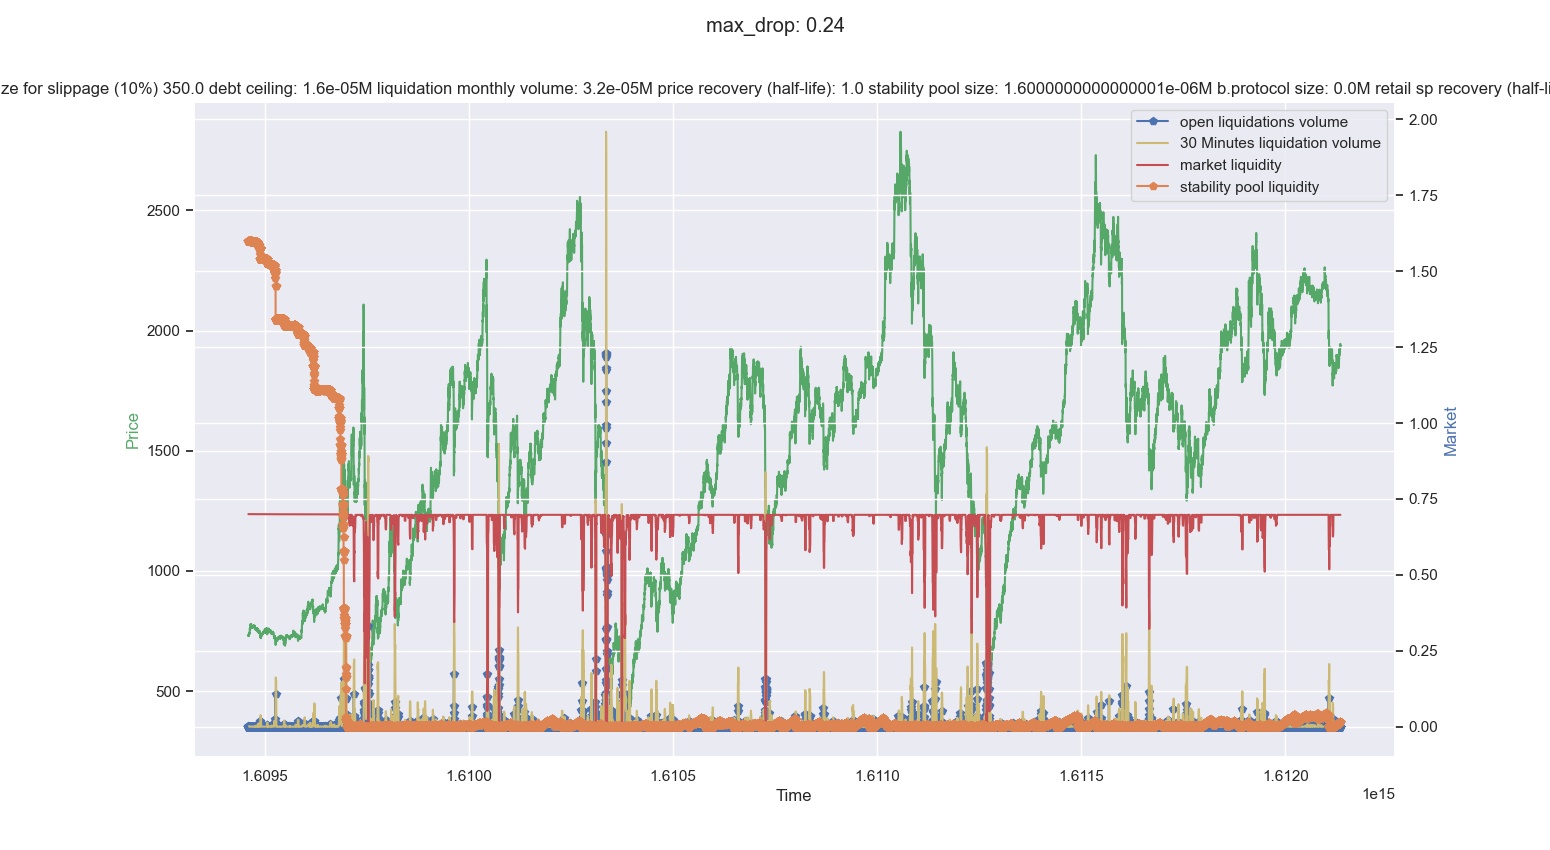 max_drop: 0.24
ze for slippage (10%) 350.0 debt ceiling: 1.6e-05M liquidation monthly volume: 3.2e-05M price recovery (half-life): 1.0 stability pool size: 1.6000000000000001e-06M b.protocol size: 0.0M retail sp recovery (half-li
open liquidations volume
30 Minutes liquidation volume
market liquidity
stability pool liquidity
2500
2000
1500
1000
500
Price
2.00
1.75
1.50
1.25
1.00
0.75
0.50
0.25
0.00
Market
1.6095 1.6100 1.6105 1.6110 1.6115 1.6120
Time
1e15